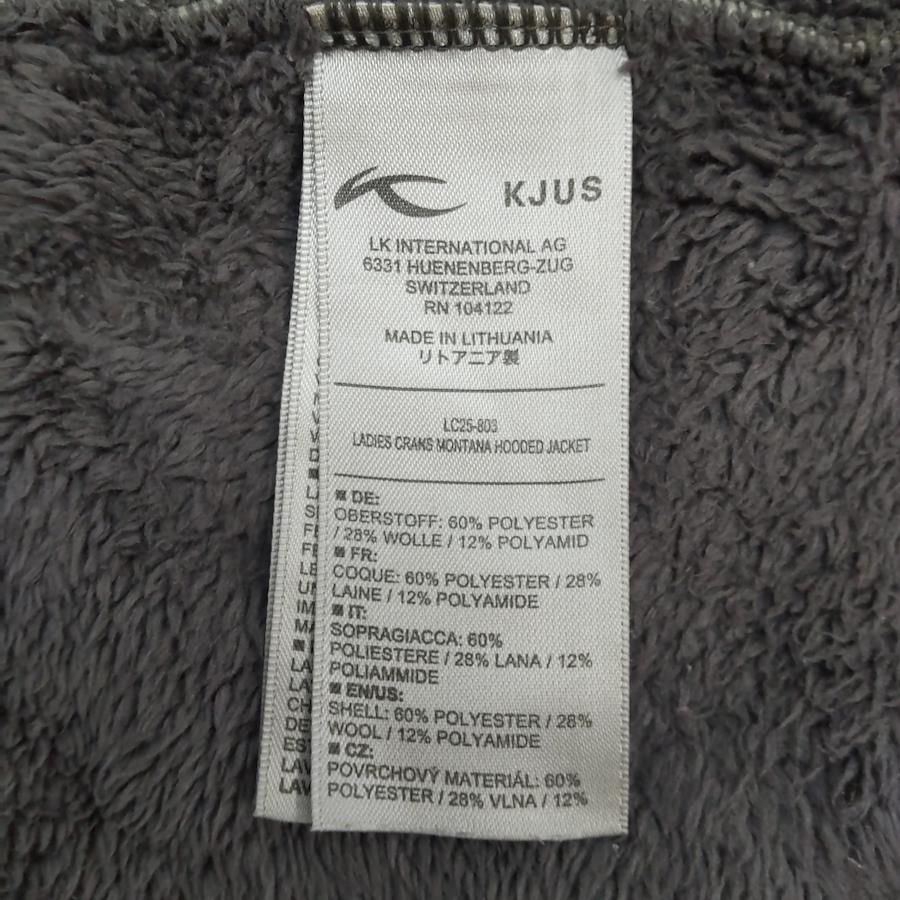 KJUS
LK INTERNATIONAL AG
6331 HUENENBERG-ZUG
SWITZERLAND
RN 104122
MADE IN LITHUANIA
リトアニア製
LC25-803
LADIES CRANS MONTANA HOODED JACKET
■ DE:
OBERSTOFF: 60% POLYESTER
/ 28% WOLLE / 12% POLYAMID
■ FR:
COQUE: 60% POLYESTER / 28%
LAINE / 12% POLYAMIDE
■ IT:
SOPRAGIACCA: 60%
POLIESTERE / 28% LANA / 12%
POLIAMMIDE
■ EN/US:
SHELL: 60% POLYESTER / 28%
WOOL / 12% POLYAMIDE
■ CZ:
POVRCHOVÝ MATERIÁL: 60%
POLYESTER / 28% VLNA / 12%